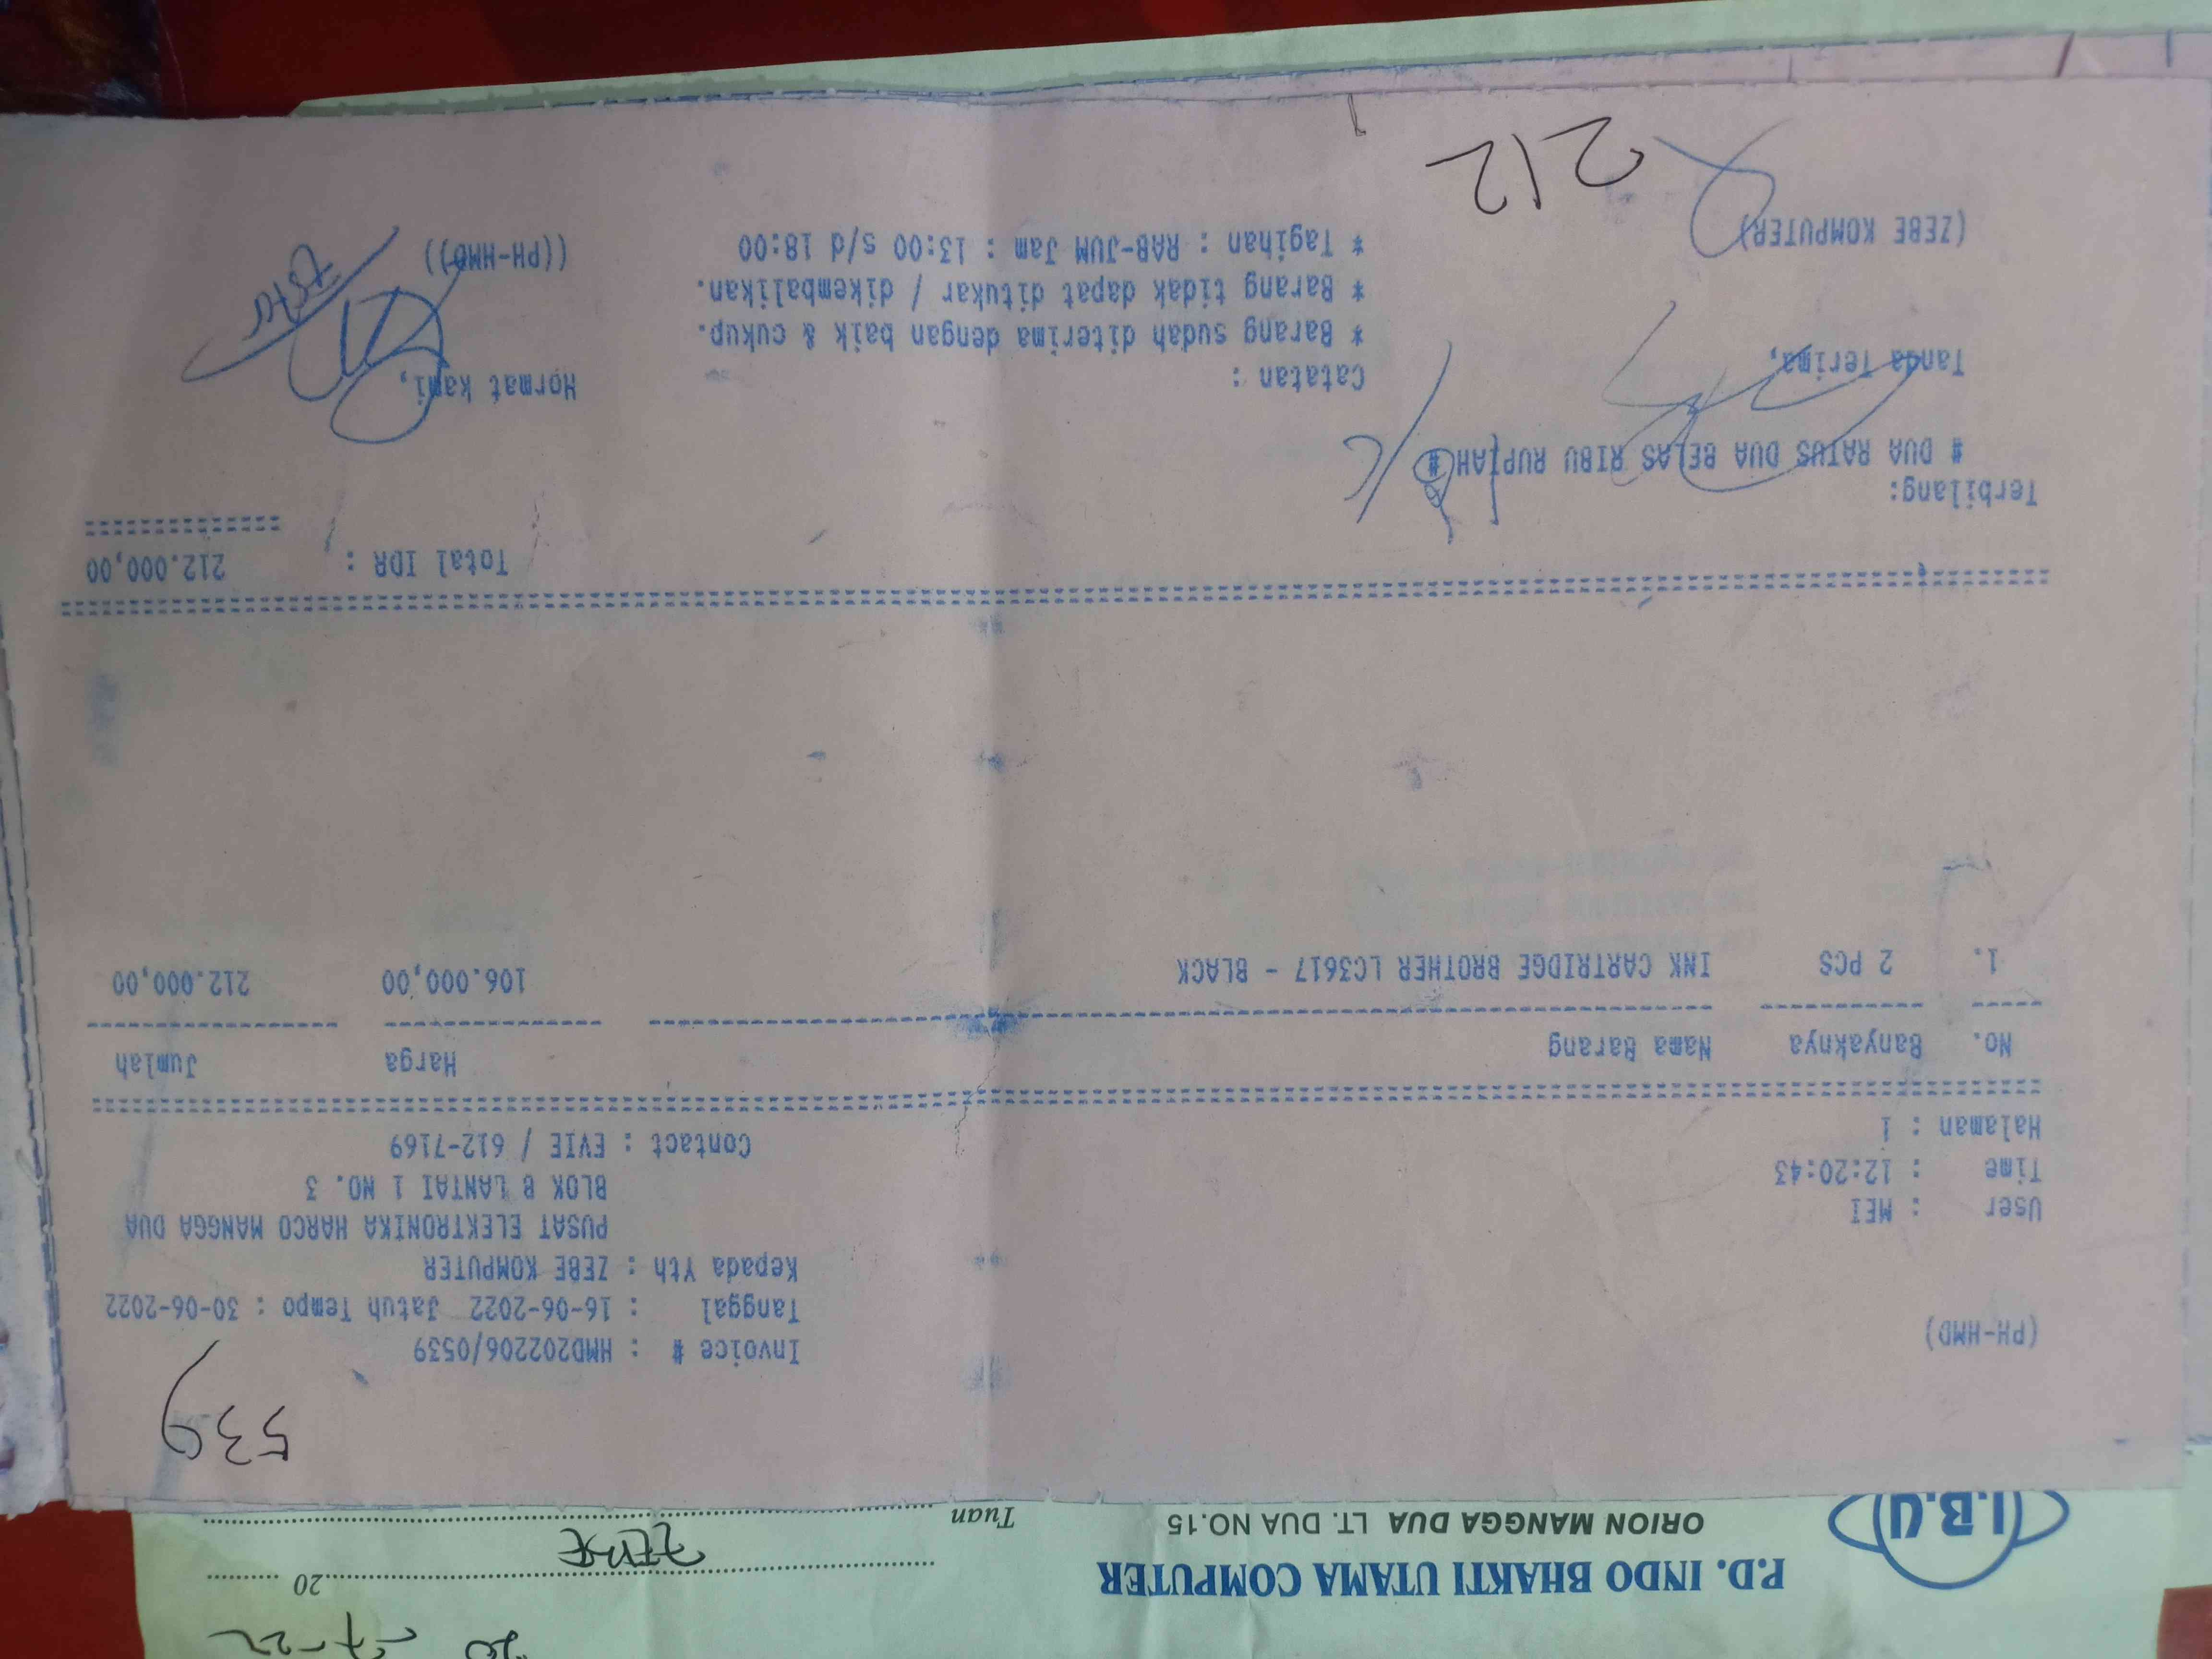 539
Invoice # : HMD202206/0539
(PH-HMD)
Tanggal : 16-06-2022 Jatuh Tempo : 30-06-2022
Kepada Yth : ZEBE KOMPUTER
PUSAT ELEKTRONIKA HARCO MANGGA DUA
User : MEI
BLOK B LANTAI 1 NO. 3
Time : 12:20:43
Contact : EVIE / 612-7169
Halaman : 1
No. Banyaknya Nama Barang Harga Jumlah
1. 2 PCS INK CARTRIDGE BROTHER LC3617 - BLACK 106.000,00 212.000,00
Total IDR : 212.000,00
Terbilang:
# DUA RATUS DUA BELAS RIBU RUPIAH #
Catatan :
Tanda Terima,
Hormat kami,
* Barang sudah diterima dengan baik & cukup.
* Barang tidak dapat ditukar / dikembalikan.
* Tagihan : RAB-JUM Jam : 13:00 s/d 18:00
(ZEBE KOMPUTER)
((PH-HMD))
212
20
P.D. INDO BHAKTI UTAMA COMPUTER
I.B.U
ORION MANGGA DUA LT. DUA NO.15
Tuan